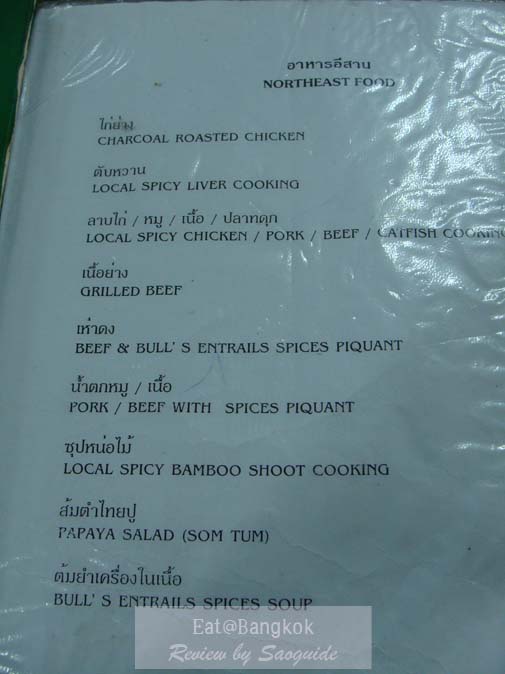 อาหารอีสาน
NORTHEAST FOOD
ไก่ย่าง
CHARCOAL ROASTED CHICKEN
ตับหวาน
LOCAL SPICY LIVER COOKING
ลาบไก่ / หมู / เนื้อ / ปลาทดุก
LOCAL SPICY CHICKEN / PORK / BEEF / CATFISH COOKING
เนื้อย่าง
GRILLED BEEF
เห่าดง
BEEF & BULL' S ENTRAILS SPICES PIQUANT
น้ำตกหมู / เนื้อ
PORK / BEEF WITH SPICES PIQUANT
ซุปหน่อไม้
LOCAL SPICY BAMBOO SHOOT COOKING
ส้มตำไทยปู
PAPAYA SALAD (SOM TUM)
ต้มยำเครื่องในเนื้อ
BULL' S ENTRAILS SPICES SOUP
Eat@Bangkok
Review by Saoguide